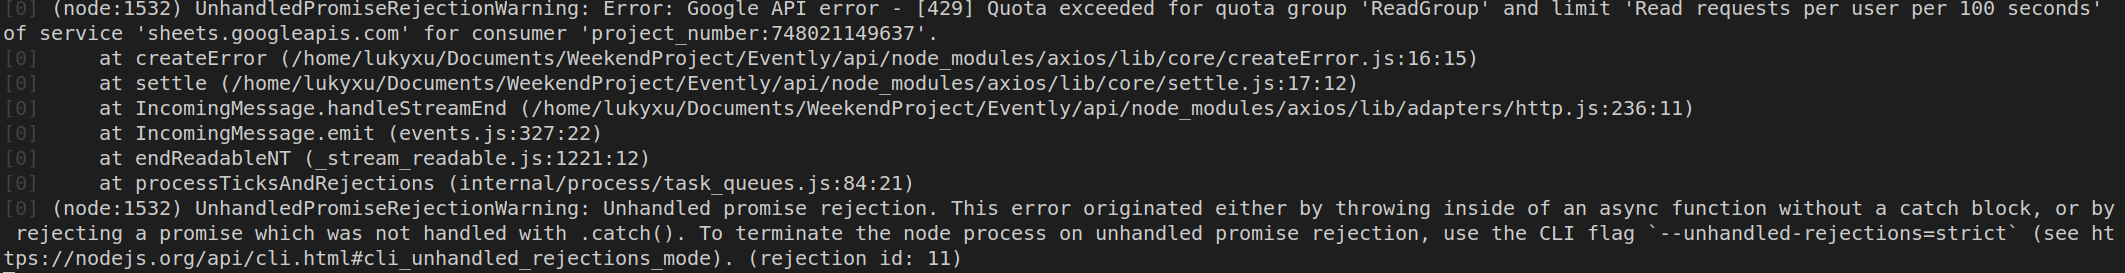 [0] (node:1532) UnhandledPromiseRejectionWarning: Error: Google API error - [429] Quota exceeded for quota group 'ReadGroup' and limit 'Read requests per user per 100 seconds'
of service 'sheets.googleapis.com' for consumer 'project_number:748021149637'.
[0]     at createError (/home/lukyxu/Documents/WeekendProject/Evently/api/node_modules/axios/lib/core/createError.js:16:15)
[0]     at settle (/home/lukyxu/Documents/WeekendProject/Evently/api/node_modules/axios/lib/core/settle.js:17:12)
[0]     at IncomingMessage.handleStreamEnd (/home/lukyxu/Documents/WeekendProject/Evently/api/node_modules/axios/lib/adapters/http.js:236:11)
[0]     at IncomingMessage.emit (events.js:327:22)
[0]     at endReadableNT (_stream_readable.js:1221:12)
[0]     at processTicksAndRejections (internal/process/task_queues.js:84:21)
[0] (node:1532) UnhandledPromiseRejectionWarning: Unhandled promise rejection. This error originated either by throwing inside of an async function without a catch block, or by
 rejecting a promise which was not handled with .catch(). To terminate the node process on unhandled promise rejection, use the CLI flag `--unhandled-rejections=strict` (see ht
tps://nodejs.org/api/cli.html#cli_unhandled_rejections_mode). (rejection id: 11)